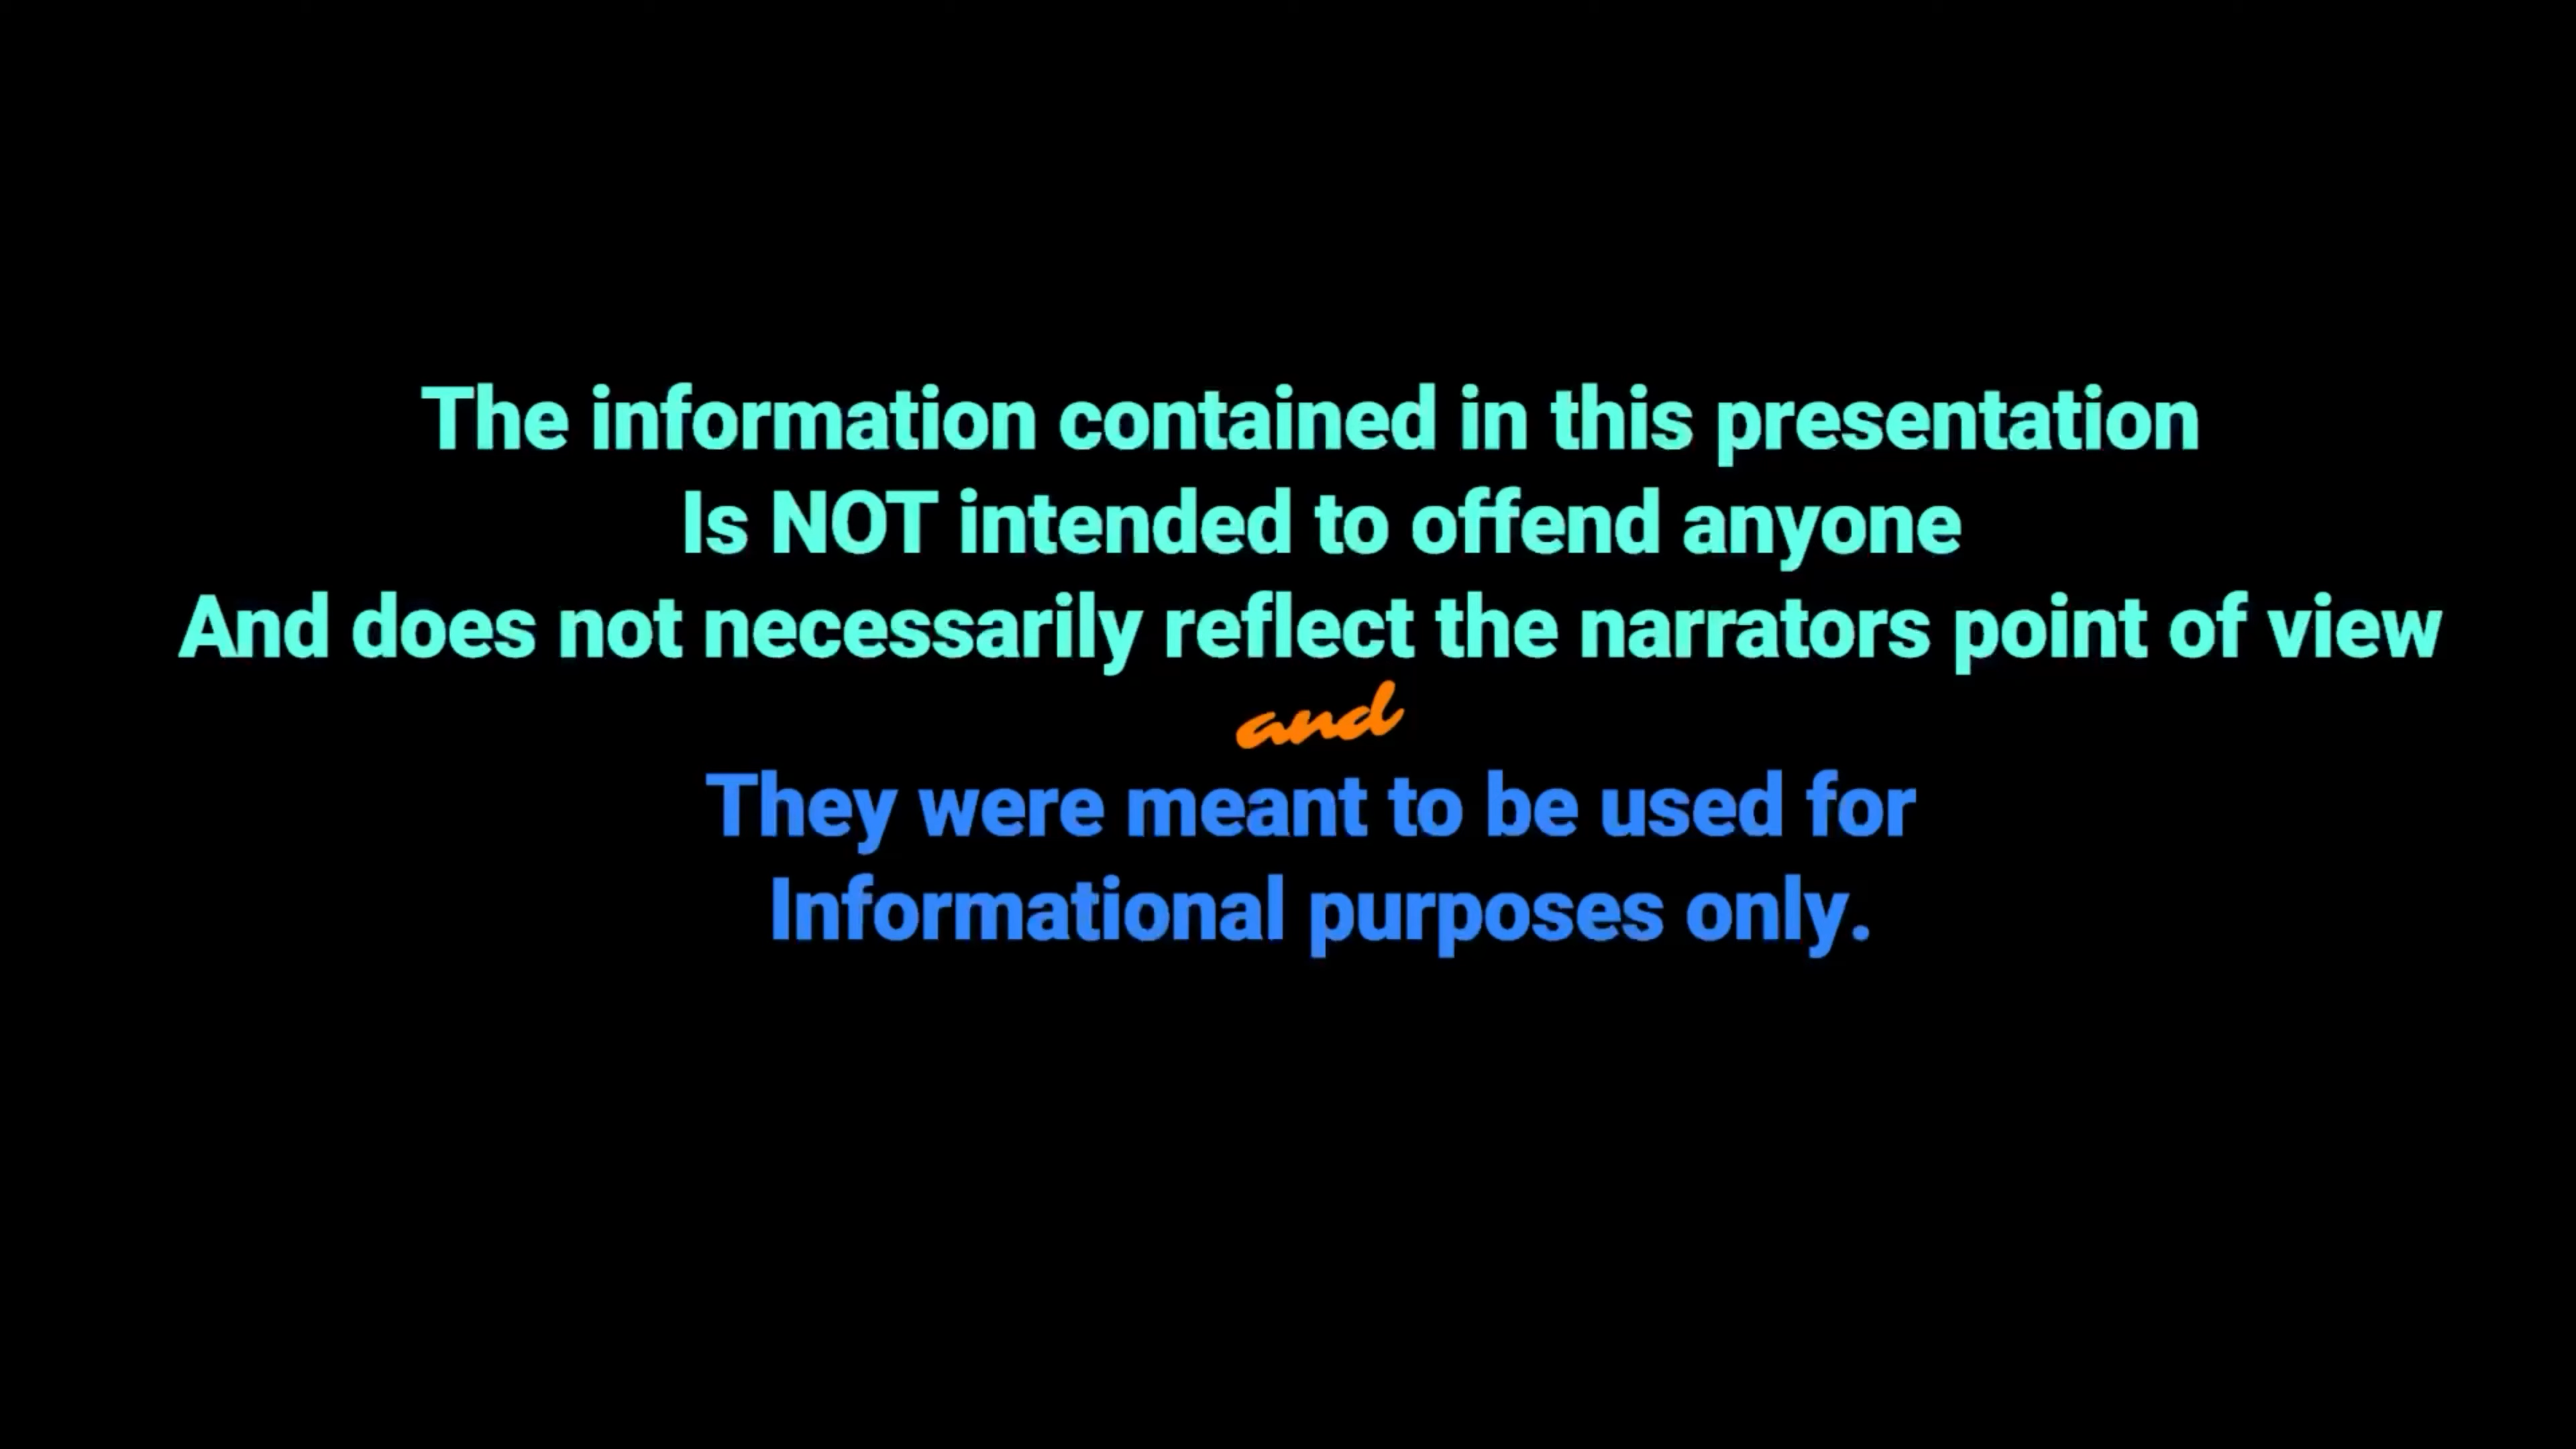 The information contained in this presentation
Is NOT intended to offend anyone
And does not necessarily reflect the narrators point of view
and
They were meant to be used for
Informational purposes only.